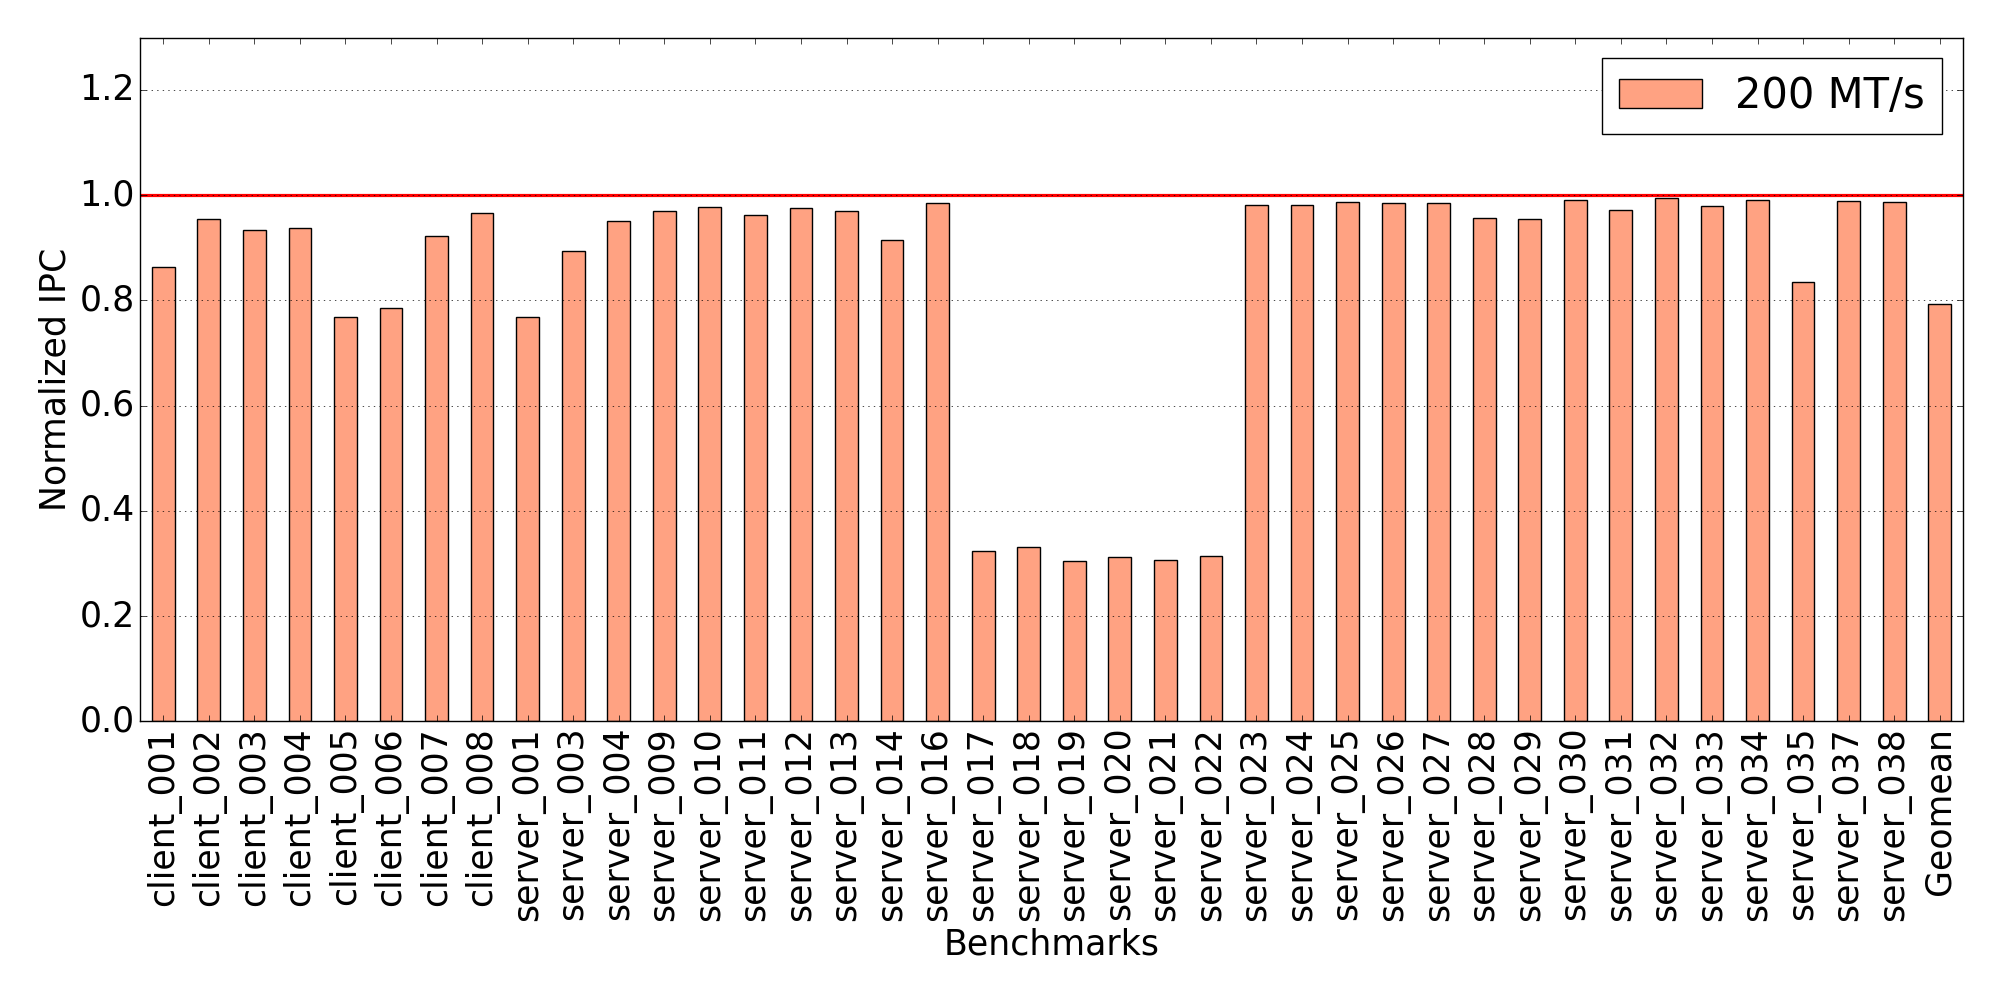 1.2
1.0
0.8
0.6
0.4
0.2
0.0
Normalized IPC
200 MT/s
client_001
client_002
client_003
client_004
client_005
client_006
client_007
client_008
server_001
server_003
server_004
server_009
server_010
server_011
server_012
server_013
server_014
server_016
server_017
server_018
server_019
server_020
server_021
server_022
server_023
server_024
server_025
server_026
server_027
server_028
server_029
server_030
server_031
server_032
server_033
server_034
server_035
server_037
server_038
Geomean
Benchmarks